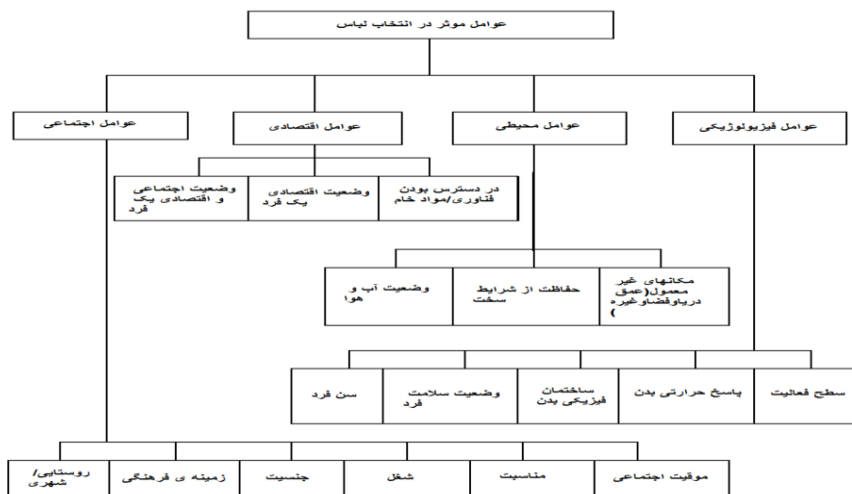 عوامل موثر در انتخاب لباس
عوامل فیزیولوژیکی
عوامل محیطی
عوامل اقتصادی
عوامل اجتماعی
در دسترس بودن
فناوری/مواد خام
وضعیت اقتصادی
یک فرد
وضعیت اجتماعی
و اقتصادی یک
فرد
مکانهای غیر
معمول(عمق
دریاوفضاوغیره
)
حفاظت از شرایط
سخت
وضعیت آب و
هوا
سطح فعالیت
پاسخ حرارتی بدن
ساختمان
فیزیکی بدن
وضعیت سلامت
فرد
سن فرد
موقیت اجتماعی
مناسبت
شغل
جنسیت
زمینه ی فرهنگی
روستایی/
شهری